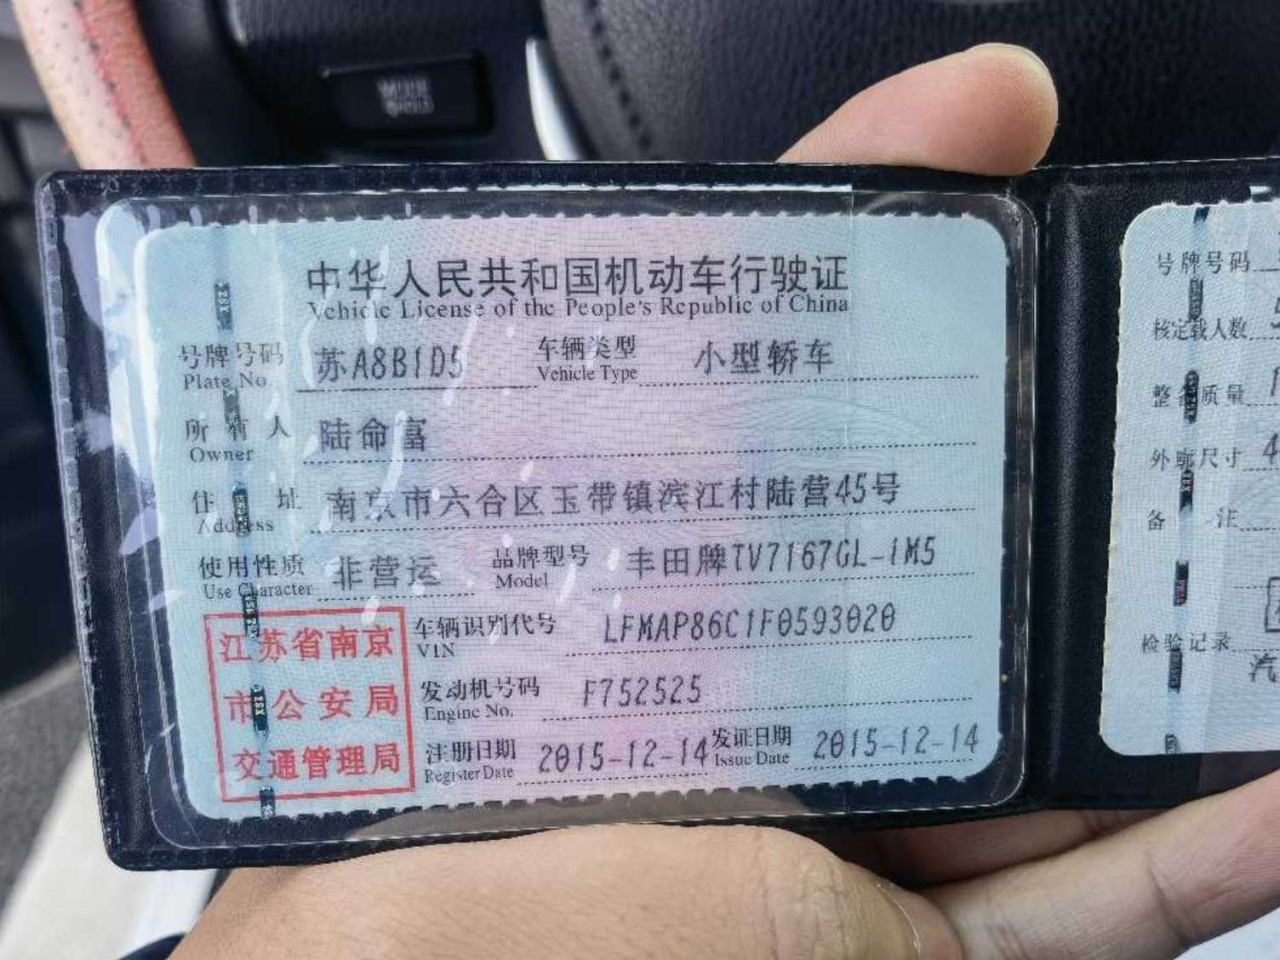 MODE
中华人民共和国机动车行驶证
Vehicle License of the People's Republic of China
号牌号码 苏A8B1D5 车辆类型 小型轿车
Plate No. Vehicle Type
所有人 陆命富
Owner
住址 南京市六合区玉带镇滨江村陆营45号
Address
使用性质 非营运 品牌型号 丰田牌TV7167GL-1M5
Use Character Model
车辆识别代号 LFMAP86C1F0593020
VIN
发动机号码 F752525
Engine No.
注册日期 2015-12-14 发证日期 2015-12-14
Register Date Issue Date
江苏省南京
市公安局
交通管理局
号牌号码
核定载人数
整备质量
外廓尺寸 4
备注
检验记录
汽